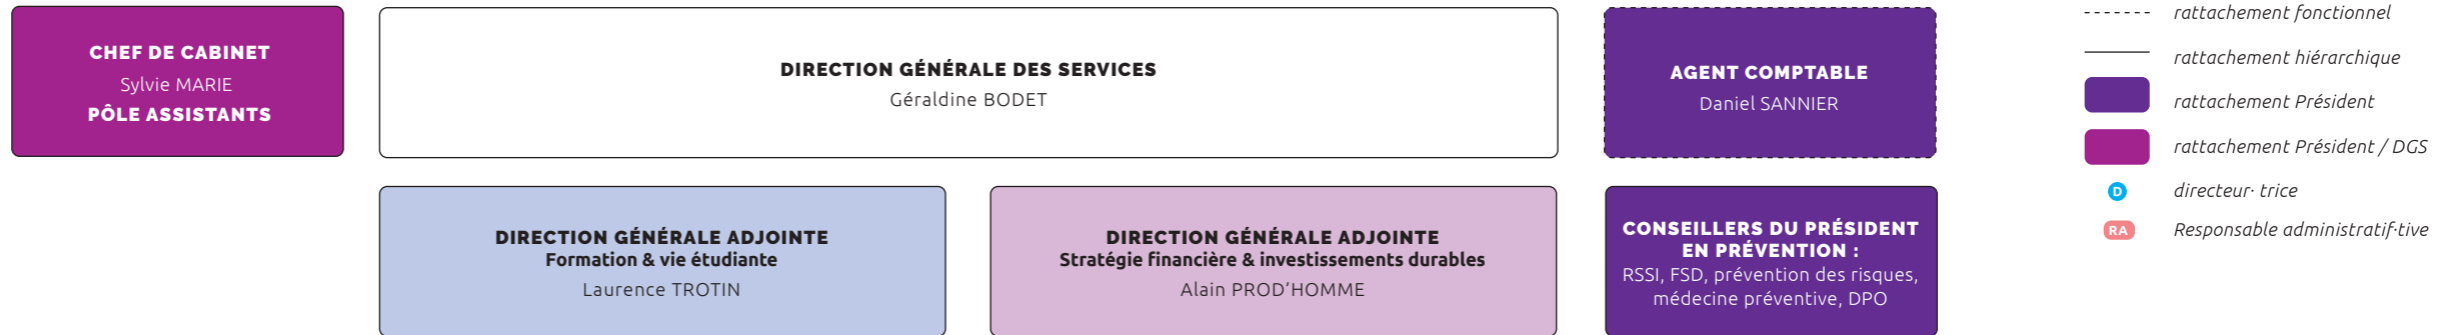 CHEF DE CABINET
Sylvie MARIE
PÔLE ASSISTANTS
DIRECTION GÉNÉRALE DES SERVICES
Géraldine BODET
AGENT COMPTABLE
Daniel SANNIER
DIRECTION GÉNÉRALE ADJOINTE
Formation & vie étudiante
Laurence TROTIN
DIRECTION GÉNÉRALE ADJOINTE
Stratégie financière & investissements durables
Alain PROD'HOMME
CONSEILLERS DU PRÉSIDENT
EN PRÉVENTION :
RSSI, FSD, prévention des risques,
médecine préventive, DPO
rattachement fonctionnel
rattachement hiérarchique
rattachement Président
rattachement Président / DGS
D directeur· trice
RA Responsable administratif·tive